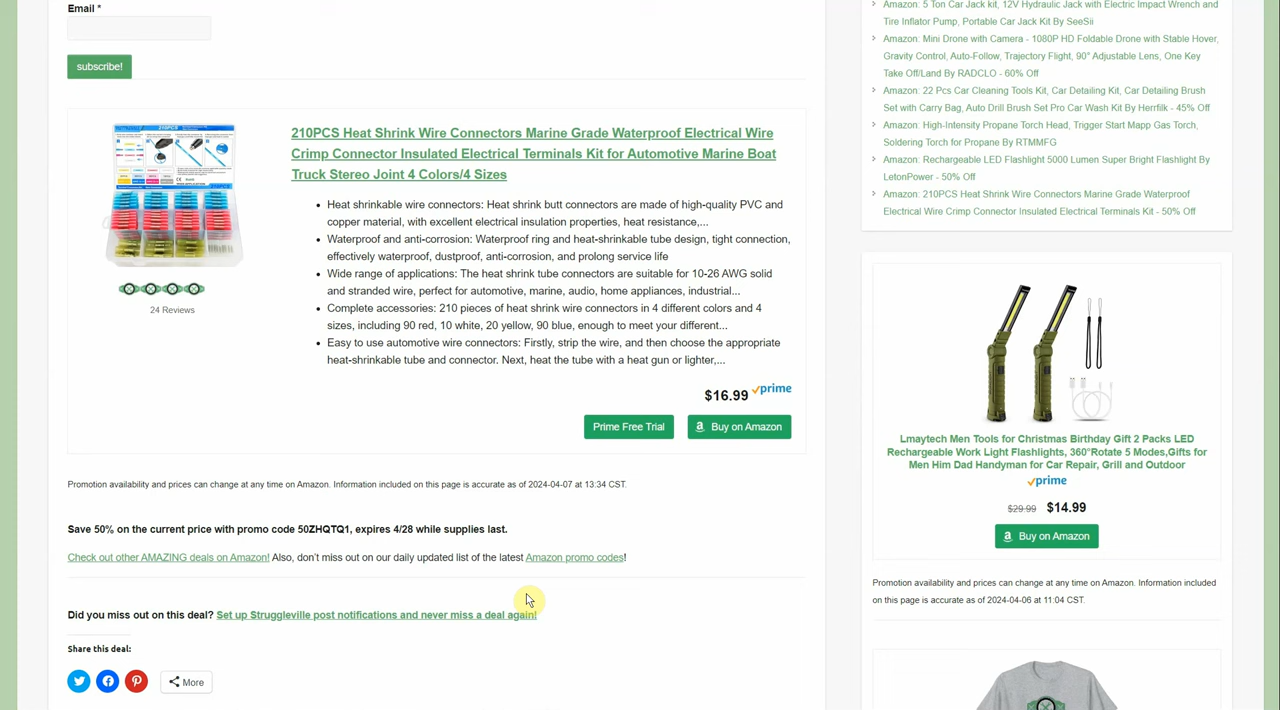 Email *
subscribe!
210PCS Heat Shrink Wire Connectors Marine Grade Waterproof Electrical Wire
Crimp Connector Insulated Electrical Terminals Kit for Automotive Marine Boat
Truck Stereo Joint 4 Colors/4 Sizes
210PCS
24 Reviews
Heat shrinkable wire connectors: Heat shrink butt connectors are made of high-quality PVC and
copper material, with excellent electrical insulation properties, heat resistance,...
Waterproof and anti-corrosion: Waterproof ring and heat-shrinkable tube design, tight connection,
effectively waterproof, dustproof, anti-corrosion, and prolong service life
Wide range of applications: The heat shrink tube connectors are suitable for 10-26 AWG solid
and stranded wire, perfect for automotive, marine, audio, home appliances, industrial...
Complete accessories: 210 pieces of heat shrink wire connectors in 4 different colors and 4
sizes, including 90 red, 10 white, 20 yellow, 90 blue, enough to meet your different...
Easy to use automotive wire connectors: Firstly, strip the wire, and then choose the appropriate
heat-shrinkable tube and connector. Next, heat the tube with a heat gun or lighter,...
$16.99 prime
Prime Free Trial
Buy on Amazon
Promotion availability and prices can change at any time on Amazon. Information included on this page is accurate as of 2024-04-07 at 13:34 CST.
Save 50% on the current price with promo code 50ZHQTQ1, expires 4/28 while supplies last.
Check out other AMAZING deals on Amazon! Also, don't miss out on our daily updated list of the latest Amazon promo codes!
Did you miss out on this deal? Set up Struggleville post notifications and never miss a deal again!
Share this deal:
More
Amazon: 5 Ton Car Jack kit, 12V Hydraulic Jack with Electric Impact Wrench and
Tire Inflator Pump, Portable Car Jack Kit By SeeSii
Amazon: Mini Drone with Camera - 1080P HD Foldable Drone with Stable Hover,
Gravity Control, Auto-Follow, Trajectory Flight, 90° Adjustable Lens, One Key
Take Off/Land By RADCLO - 60% Off
Amazon: 22 Pcs Car Cleaning Tools Kit, Car Detailing Kit, Car Detailing Brush
Set with Carry Bag, Auto Drill Brush Set Pro Car Wash Kit By Herrfilk - 45% Off
Amazon: High-Intensity Propane Torch Head, Trigger Start Mapp Gas Torch,
Soldering Torch for Propane By RTMMFG
Amazon: Rechargeable LED Flashlight 5000 Lumen Super Bright Flashlight By
LetonPower - 50% Off
Amazon: 210PCS Heat Shrink Wire Connectors Marine Grade Waterproof
Electrical Wire Crimp Connector Insulated Electrical Terminals Kit - 50% Off
Lmaytech Men Tools for Christmas Birthday Gift 2 Packs LED
Rechargeable Work Light Flashlights, 360°Rotate 5 Modes,Gifts for
Men Him Dad Handyman for Car Repair, Grill and Outdoor
prime
$29.99 $14.99
Buy on Amazon
Promotion availability and prices can change at any time on Amazon. Information included
on this page is accurate as of 2024-04-06 at 11:04 CST.